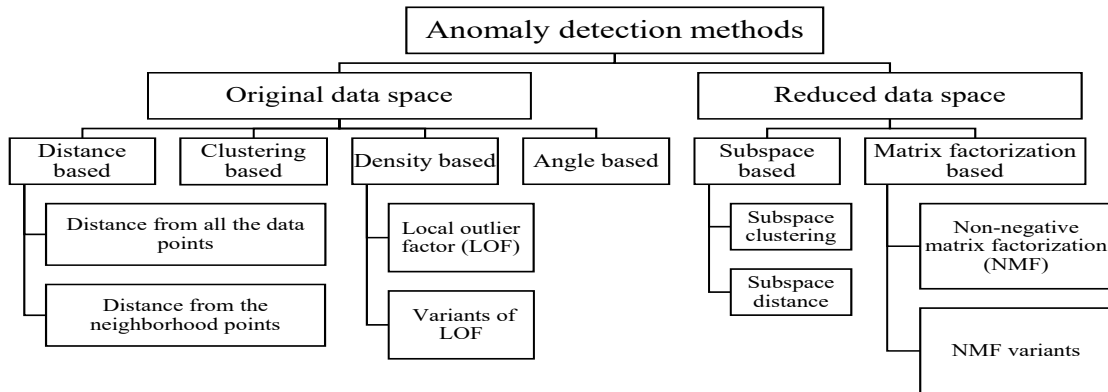 Anomaly detection methods
Original data space
Reduced data space
Distance
based
Clustering
based
Density based
Angle based
Subspace
based
Matrix factorization
based
Distance from all the data
points
Distance from the
neighborhood points
Local outlier
factor (LOF)
Variants of
LOF
Subspace
clustering
Subspace
distance
Non-negative
matrix factorization
(NMF)
NMF variants